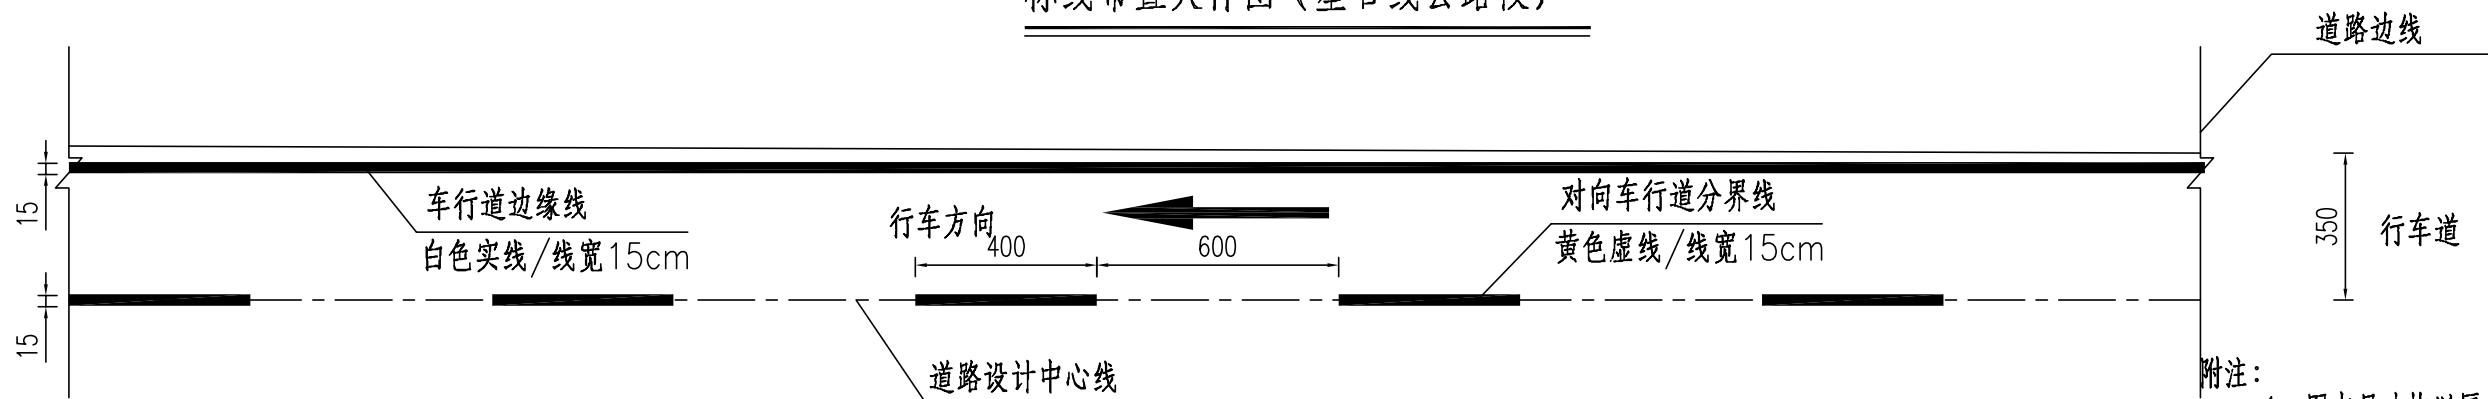 道路边线
车行道边缘线
白色实线/线宽15cm
行车方向
对向车行道分界线
黄色虚线/线宽15cm
400
600
15
15
350
行车道
道路设计中心线
附注：